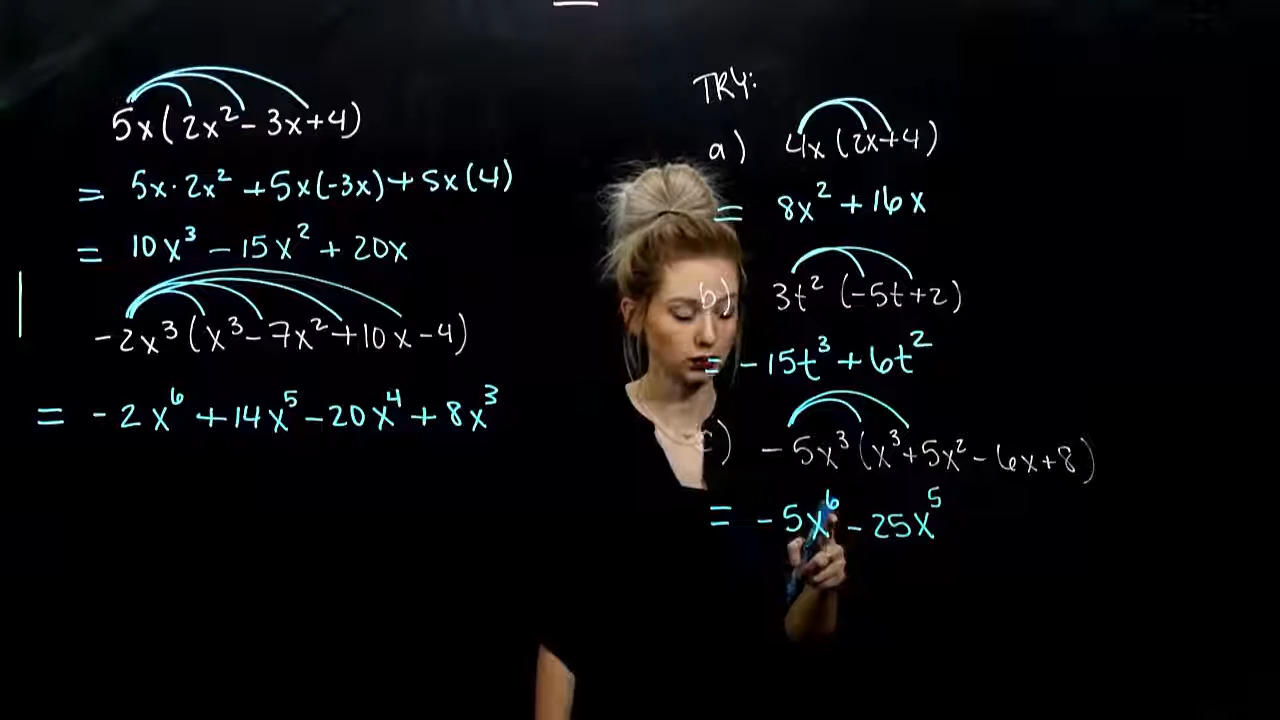 5x(2x² - 3x+4)
= 5x·2x² +5x(-3x)+5x(4)
= 10x³ - 15x² + 20x
-2x³(x³-7x²+10x-4)
= -2x⁶ +14x⁵ -20x⁴ +8x³
TRY:
a) 4x(2x+4)
= 8x² +16x
b) 3t² (-5t+2)
= -15t³ +6t²
c) -5x³(x³+5x²-6x+8)
= -5x⁶ -25x⁵